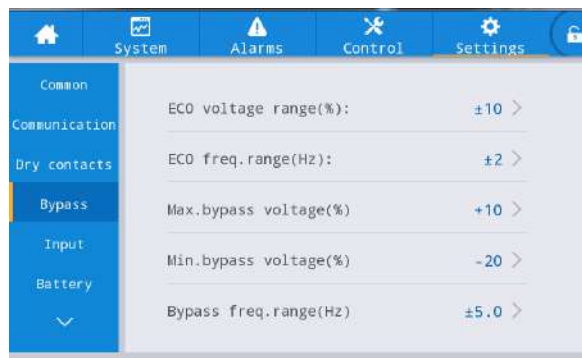 System Alarms Control Settings
Common
Communication
Dry contacts
Bypass
Input
Battery
ECO voltage range(%): ±10
ECO freq.range(Hz): ±2
Max.bypass voltage(%) +10
Min.bypass voltage(%) -20
Bypass freq.range(Hz) ±5.0